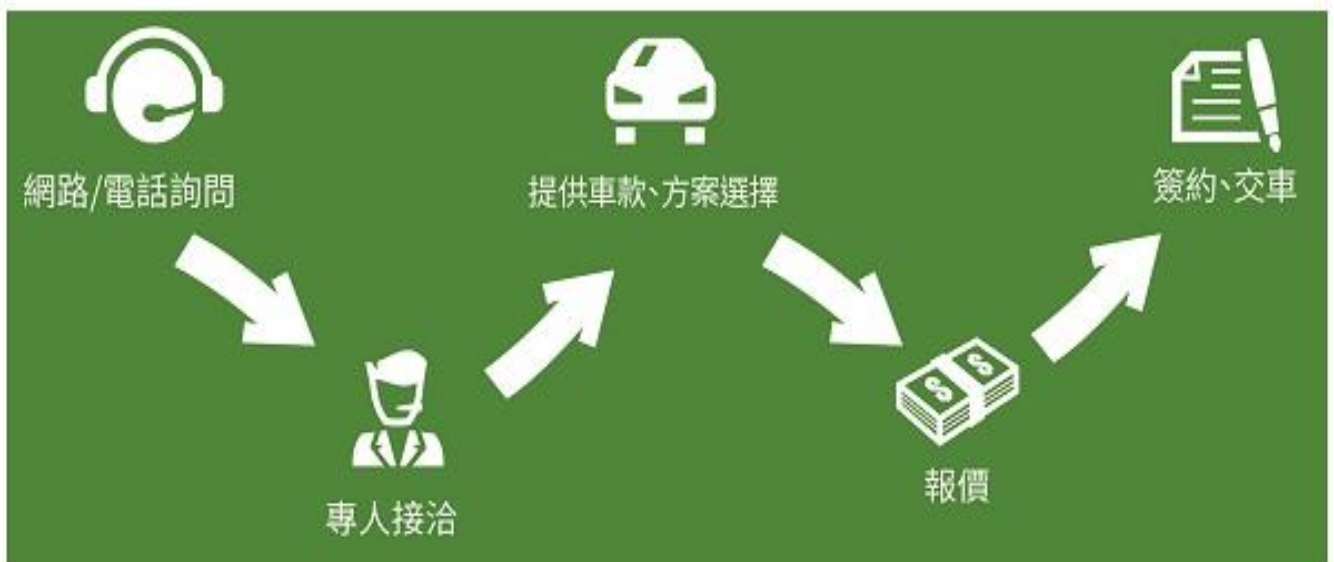 網路/電話詢問
專人接洽
提供車款、方案選擇
報價
簽約、交車